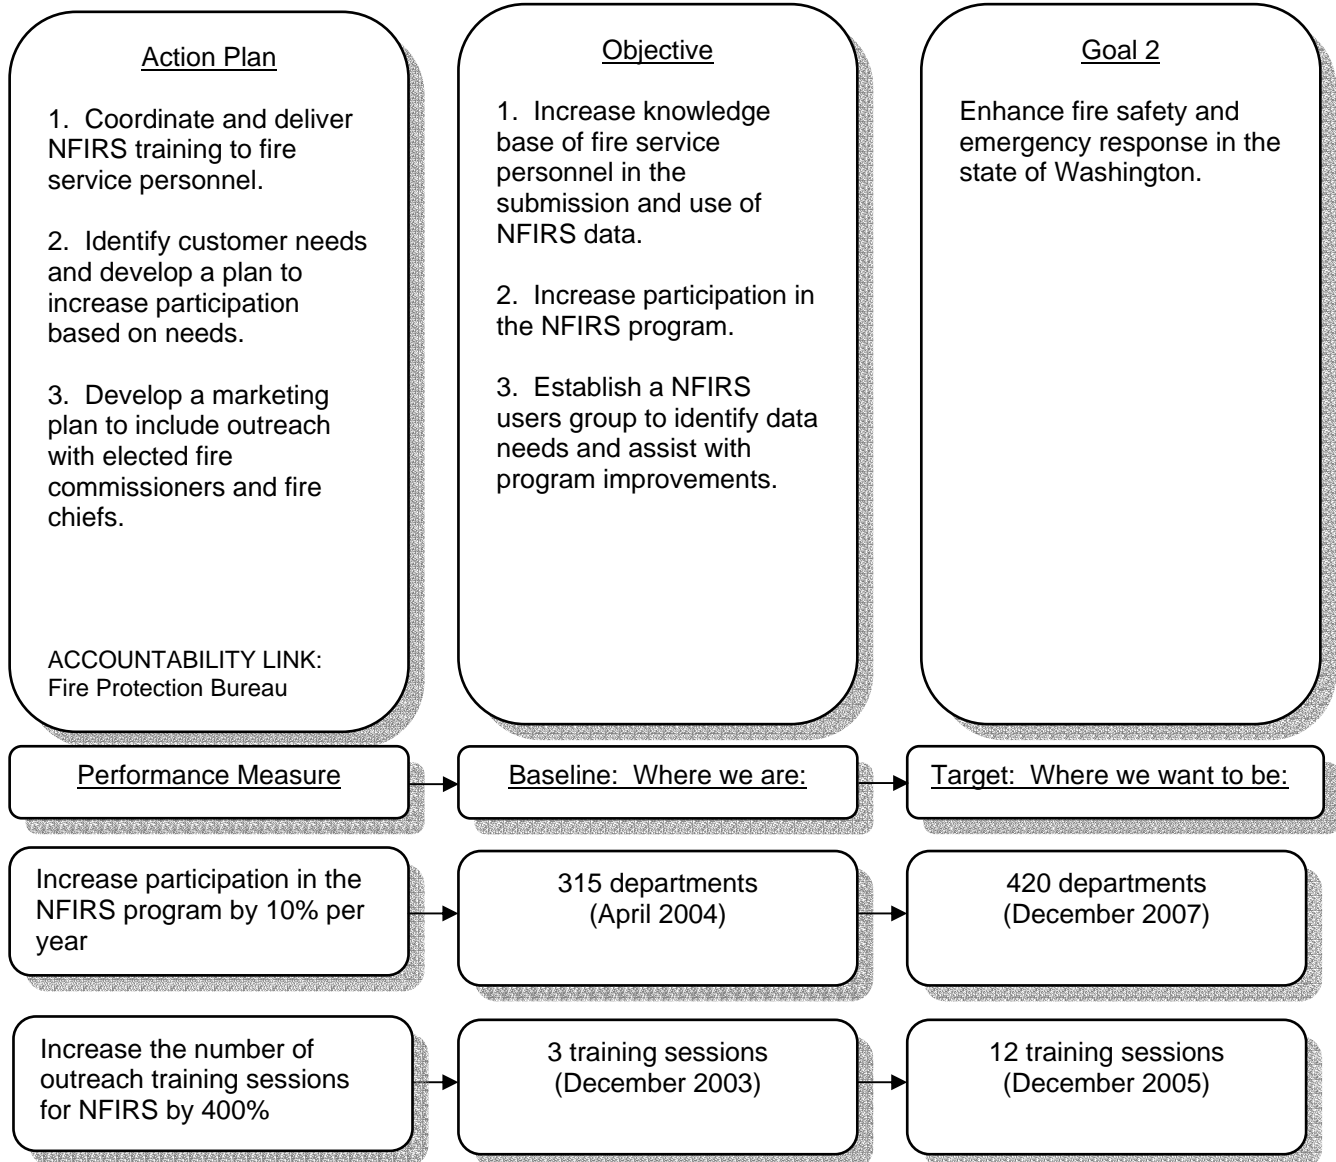 Action Plan
1. Coordinate and deliver
NFIRS training to fire
service personnel.
2. Identify customer needs
and develop a plan to
increase participation
based on needs.
3. Develop a marketing
plan to include outreach
with elected fire
commissioners and fire
chiefs.
ACCOUNTABILITY LINK:
Fire Protection Bureau
Objective
1. Increase knowledge
base of fire service
personnel in the
submission and use of
NFIRS data.
2. Increase participation in
the NFIRS program.
3. Establish a NFIRS
users group to identify data
needs and assist with
program improvements.
Goal 2
Enhance fire safety and
emergency response in the
state of Washington.
Performance Measure
Baseline: Where we are:
Target: Where we want to be:
Increase participation in the
NFIRS program by 10% per
year
315 departments
(April 2004)
420 departments
(December 2007)
Increase the number of
outreach training sessions
for NFIRS by 400%
3 training sessions
(December 2003)
12 training sessions
(December 2005)